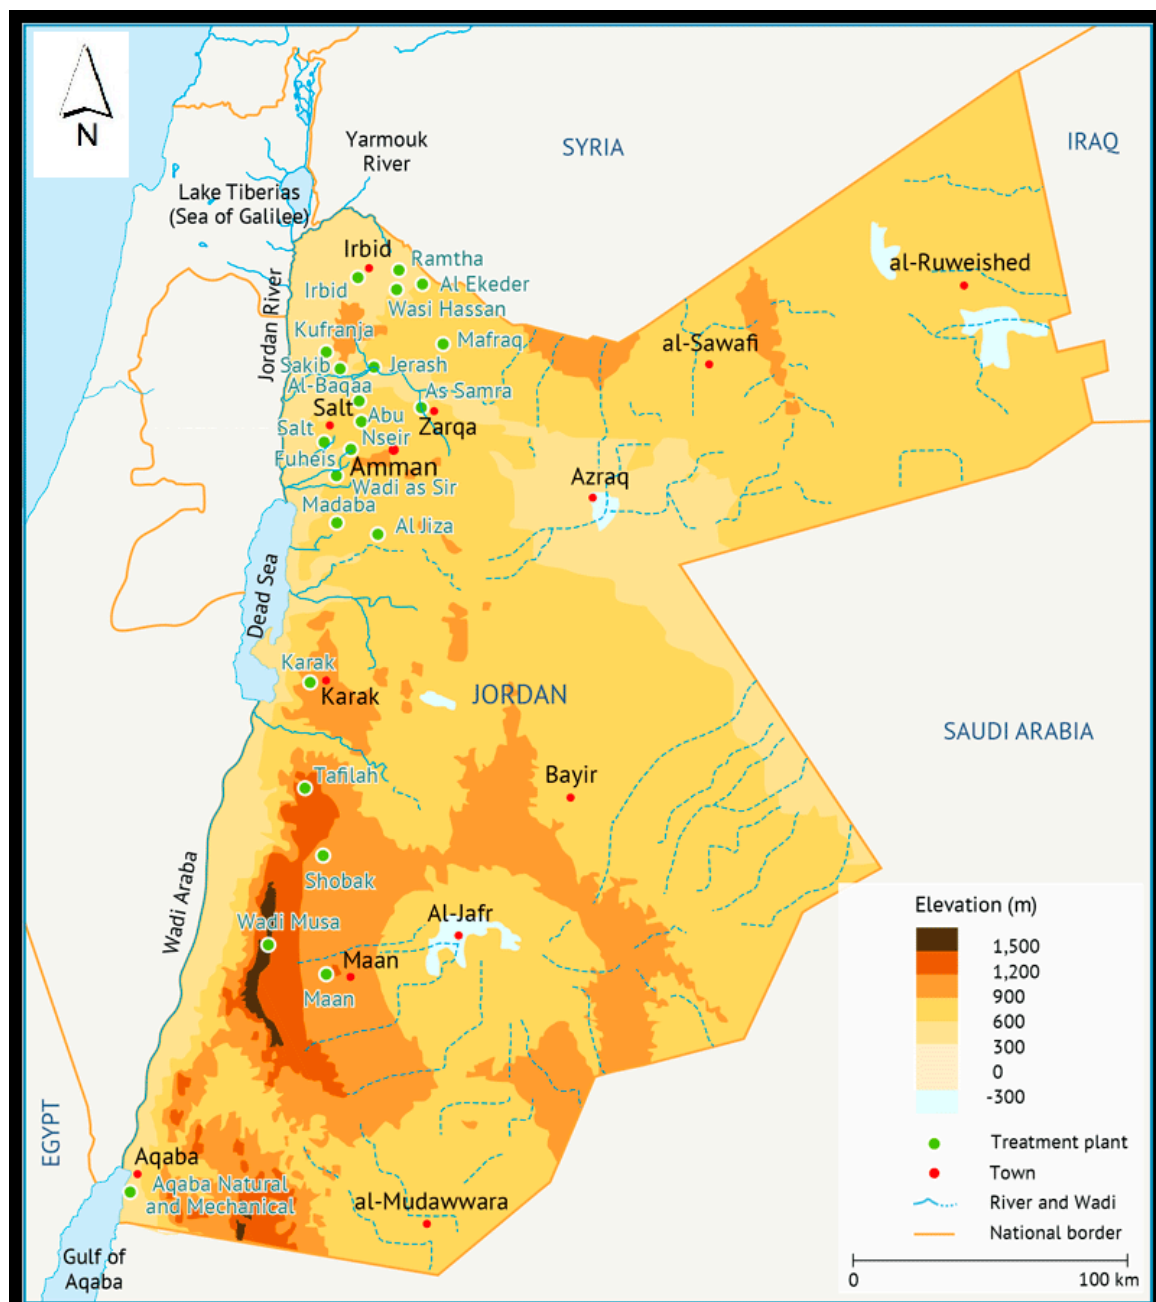 N
Yarmouk
River
SYRIA
IRAQ
Lake Tiberias
(Sea of Galilee)
Irbid
Ramtha
al-Ruweished
Irbid
Al Ekeder
Wasi Hassan
Jordan River
Kufranja
Mafraq
al-Sawafi
Sakib
Jerash
Al-Baqaa
As Samra
Salt
Abu
Nseir
Zarqa
Salt
Fuheis
Amman
Azraq
Wadi as Sir
Madaba
Al Jiza
Dead Sea
Karak
Karak
JORDAN
SAUDI ARABIA
Tafilah
Bayir
Shobak
Wadi Araba
Al-Jafr
Wadi Musa
Maan
Maan
EGYPT
Aqaba
Aqaba Natural
and Mechanical
al-Mudawwara
Gulf of
Aqaba
Elevation (m)
1,500
1,200
900
600
300
0
-300
Treatment plant
Town
River and Wadi
National border
0 100 km